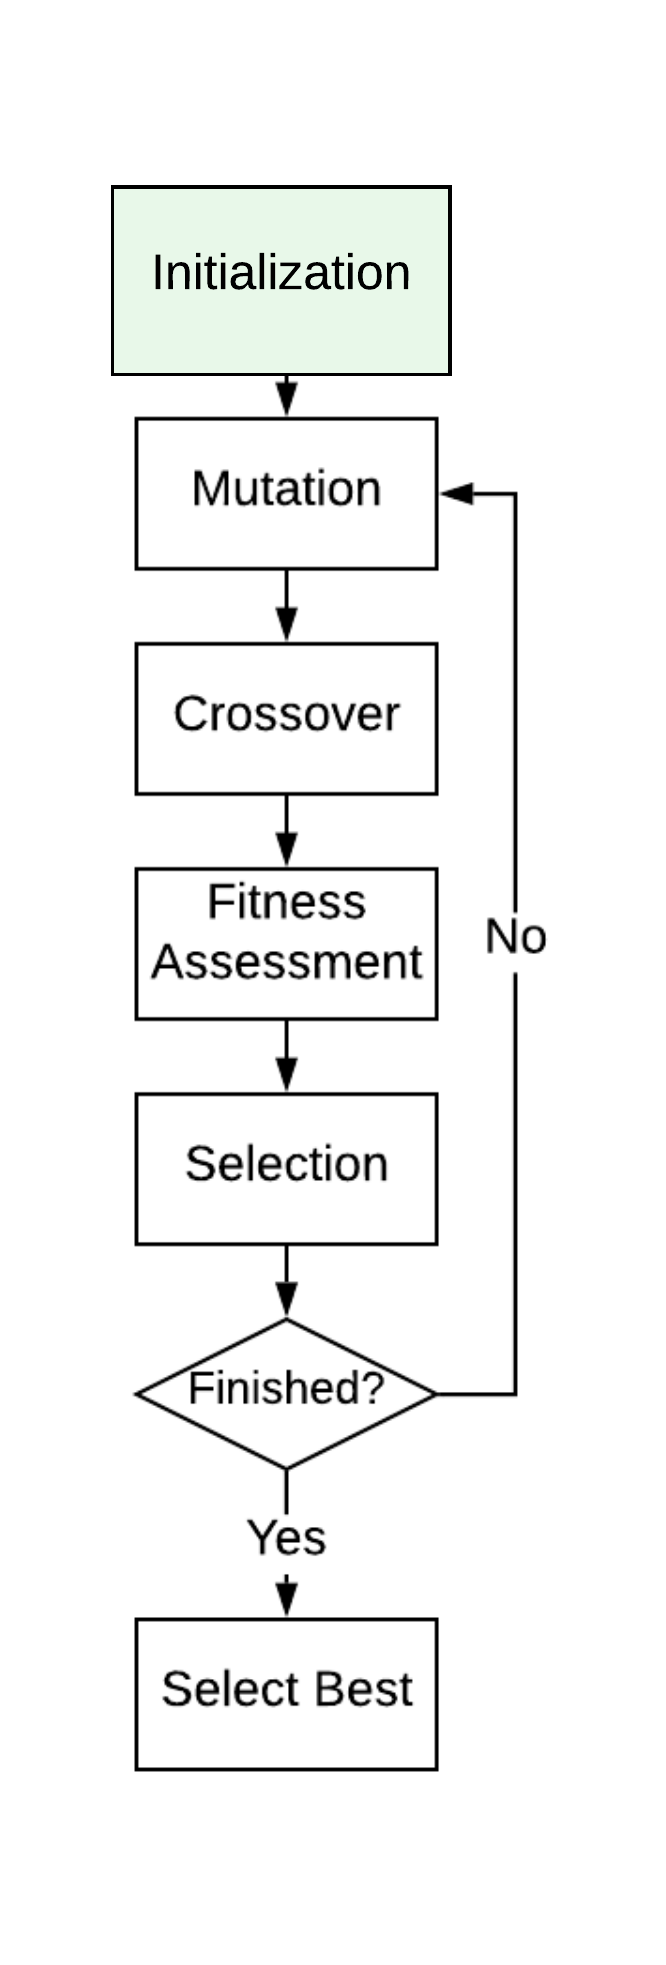 Initialization
Mutation
Crossover
Fitness
Assessment
No
Selection
Finished?
Yes
Select Best